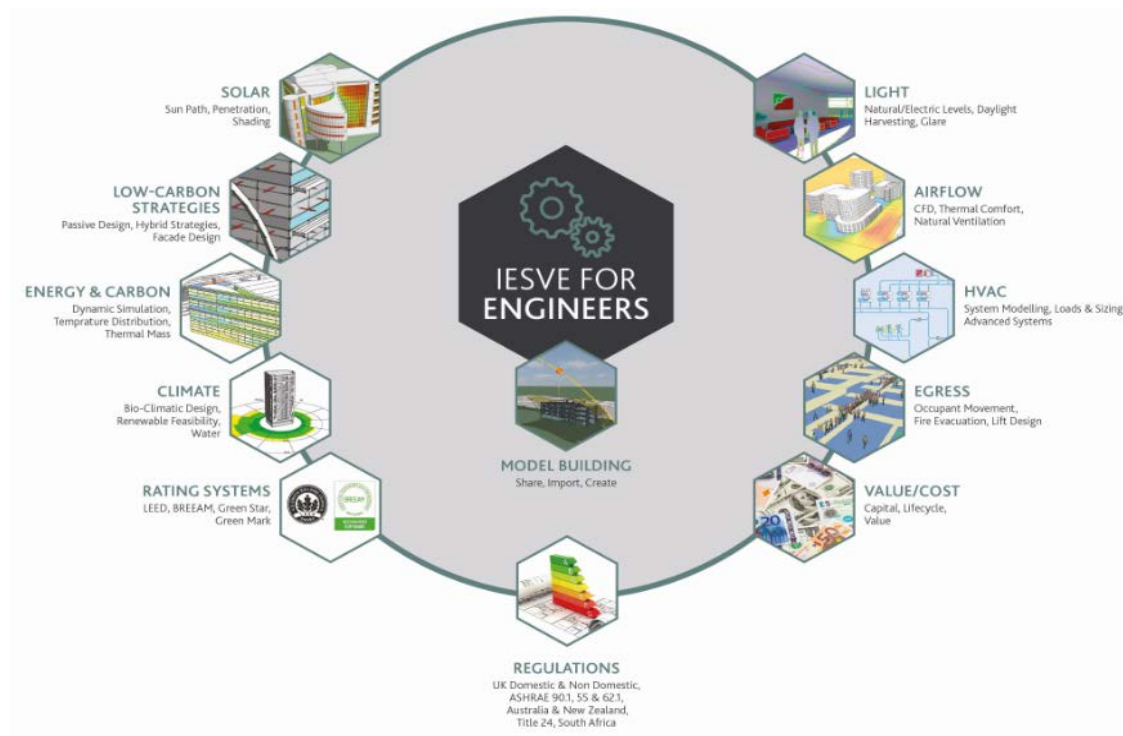 SOLAR
Sun Path, Penetration,
Shading
LOW-CARBON
STRATEGIES
Passive Design, Hybrid Strategies,
Facade Design
ENERGY & CARBON
Dynamic Simulation,
Temprature Distribution,
Thermal Mass
CLIMATE
Bio-Climatic Design,
Renewable Feasibility,
Water
RATING SYSTEMS
LEED, BREEAM, Green Star,
Green Mark
BREEAM
IESVE FOR
ENGINEERS
MODEL BUILDING
Share, Import, Create
LIGHT
Natural/Electric Levels, Daylight
Harvesting, Glare
AIRFLOW
CFD, Thermal Comfort,
Natural Ventilation
HVAC
System Modelling, Loads & Sizing
Advanced Systems
EGRESS
Occupant Movement,
Fire Evacuation, Lift Design
VALUE/COST
Capital, Lifecycle,
Value
20
50
REGULATIONS
UK Domestic & Non Domestic,
ASHRAE 90.1, 55 & 62.1,
Australia & New Zealand,
Title 24, South Africa